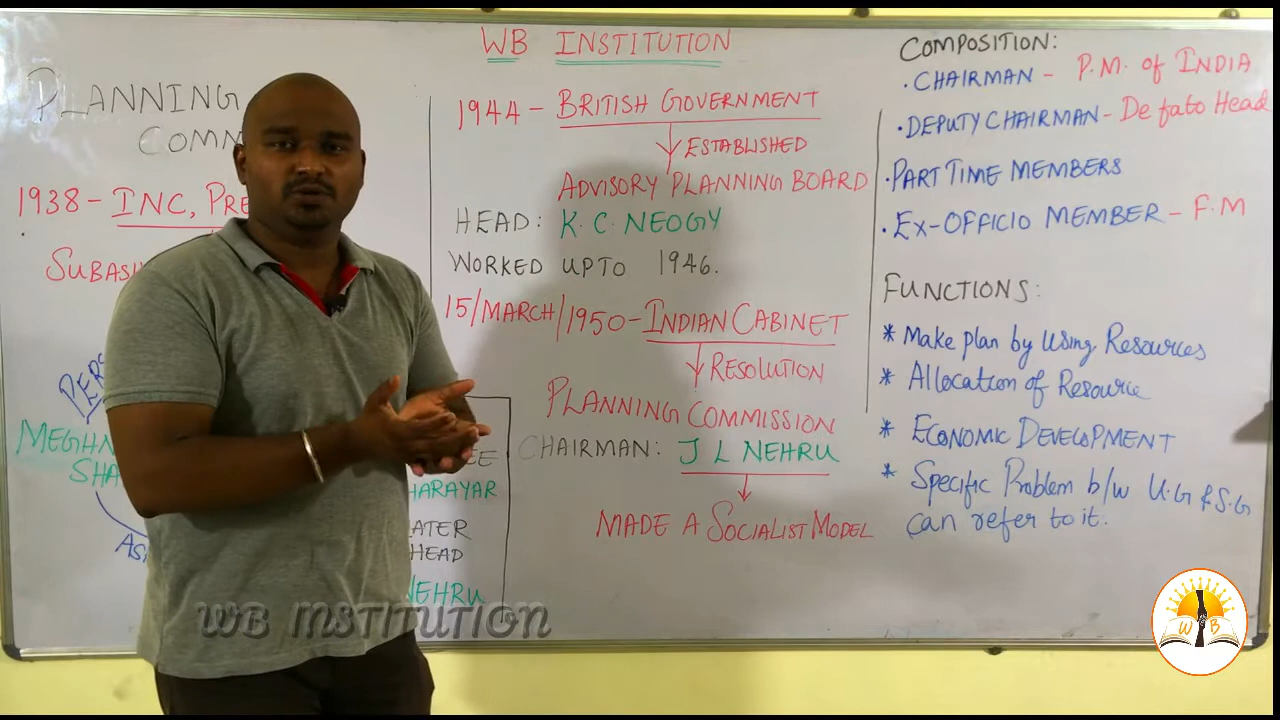 WB INSTITUTION
PLANNING
COMM
1938 - INC, PRE
SUBASH
PERS
MEGHN
SHA
AS
EE
HARAYAR
ATER
HEAD
NEHRU
1944 - BRITISH GOVERNMENT
ESTABLISHED
ADVISORY PLANNING BOARD
HEAD: K. C. NEOGY
WORKED UPTO 1946.
15/MARCH/1950 - INDIAN CABINET
RESOLUTION
PLANNING COMMISSION
CHAIRMAN: J L NEHRU
MADE A SOCIALIST MODEL
COMPOSITION:
. CHAIRMAN - P.M. of INDIA
. DEPUTY CHAIRMAN - De fato Head
. PART TIME MEMBERS
. EX-OFFICIO MEMBER - F.M
FUNCTIONS:
* Make plan by Using Resources
* Allocation of Resource
* ECONOMIC DEVELOPMENT
* Specific Problem b/w U.G & S.G
can refer to it.
WB INSTITUTION
W B